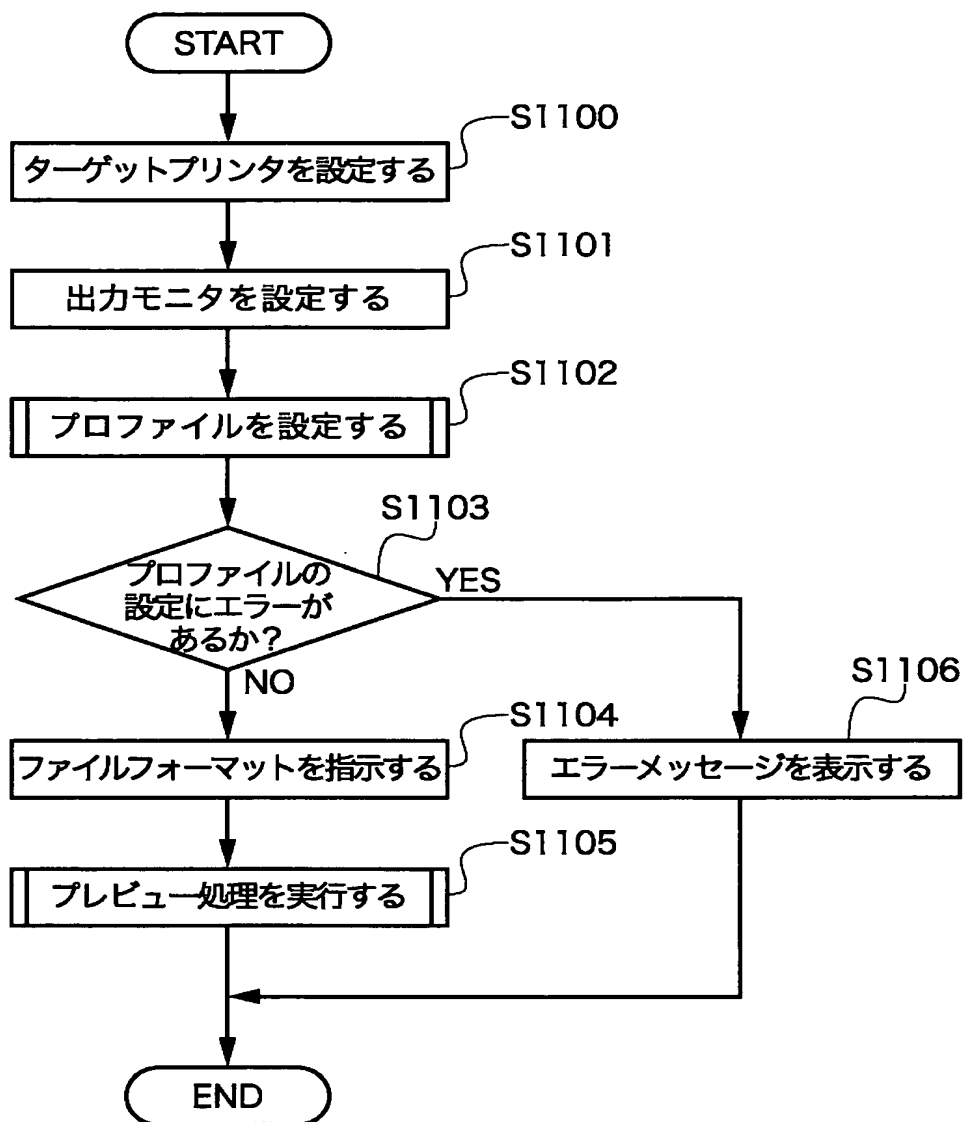 START
S1100
ターゲットプリンタを設定する
S1101
出力モニタを設定する
S1102
プロファイルを設定する
S1103
プロファイルの
設定にエラーが
あるか？
YES
NO
S1104
ファイルフォーマットを指示する
S1106
エラーメッセージを表示する
S1105
プレビュー処理を実行する
END